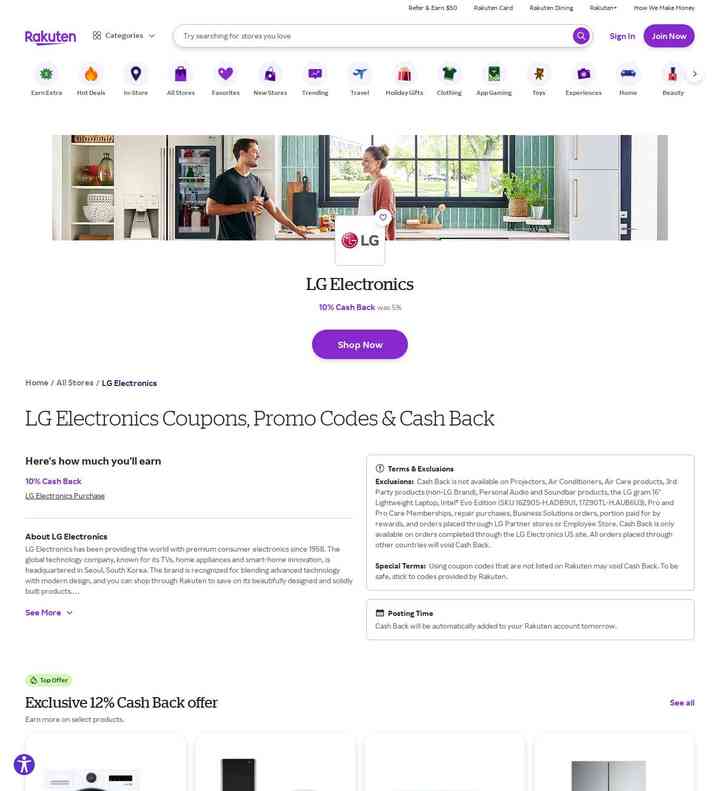 Refer & Earn $50 Rakuten Card Rakuten Dining Rakuten+ How We Make Money
Rakuten
Categories
Try searching for stores you love
Sign In
Join Now
Earn Extra Hot Deals In-Store All Stores Favorites New Stores Trending Travel Holiday Gifts Clothing App Gaming Toys Experiences Home Beauty
LG
LG Electronics
10% Cash Back was 5%
Shop Now
Home / All Stores / LG Electronics
LG Electronics Coupons, Promo Codes & Cash Back
Here's how much you'll earn
10% Cash Back
LG Electronics Purchase
About LG Electronics
LG Electronics has been providing the world with premium consumer electronics since 1958. The
global technology company, known for its TVs, home appliances and smart-home innovation, is
headquartered in Seoul, South Korea. The brand is recognized for blending advanced technology
with modern design, and you can shop through Rakuten to save on its beautifully designed and solidly
built products....
See More
Terms & Exclusions
Exclusions: Cash Back is not available on Projectors, Air Conditioners, Air Care products, 3rd
Party products (non-LG Brand), Personal Audio and Soundbar products, the LG gram 16"
Lightweight Laptop, Intel® Evo Edition (SKU 16Z90S-H.ADB9U1, 17Z90TL-H.AUB6U1), Pro and
Pro Care Memberships, repair purchases, Business Solutions orders, portion paid for by
rewards, and orders placed through LG Partner stores or Employee Store. Cash Back is only
available on orders completed through the LG Electronics US site. All orders placed through
other countries will void Cash Back.
Special Terms: Using coupon codes that are not listed on Rakuten may void Cash Back. To be
safe, stick to codes provided by Rakuten.
Posting Time
Cash Back will be automatically added to your Rakuten account tomorrow.
Top Offer
Exclusive 12% Cash Back offer
See all
Earn more on select products.